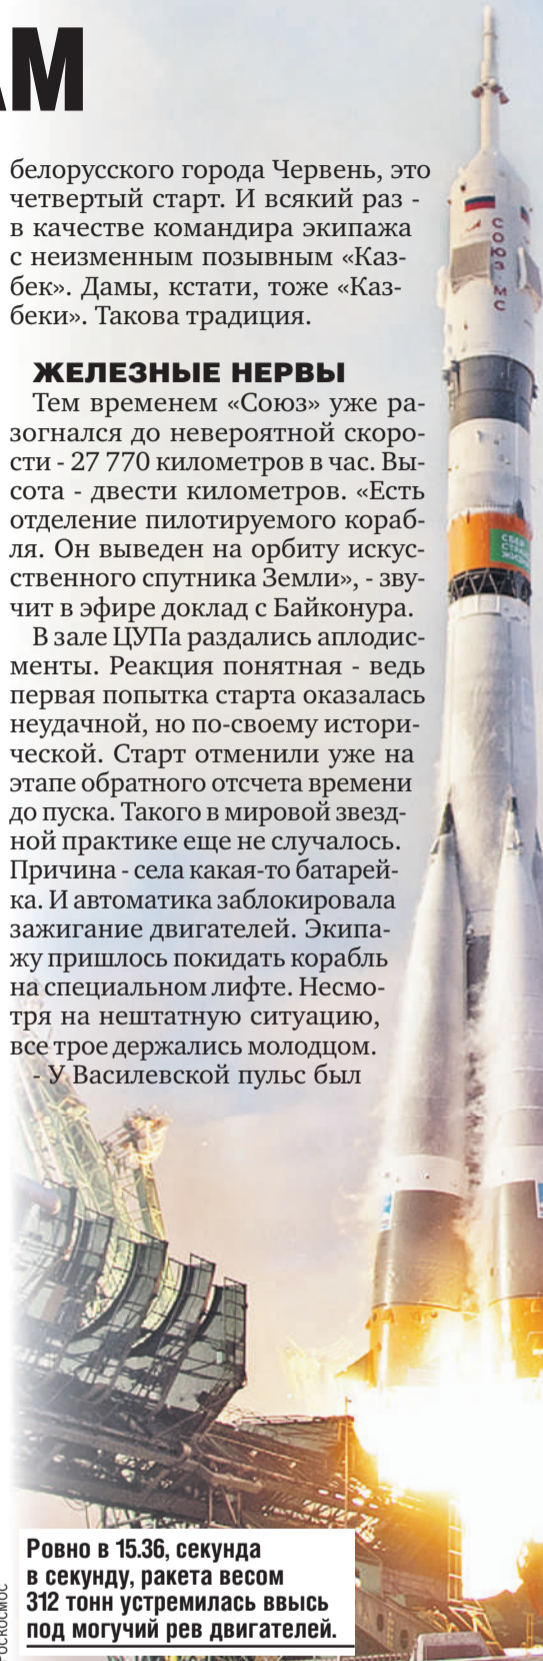 АМ
белорусского города Червень, это
четвертый старт. И всякий раз -
в качестве командира экипажа
с неизменным позывным «Каз-
бек». Дамы, кстати, тоже «Каз-
беки». Такова традиция.
ЖЕЛЕЗНЫЕ НЕРВЫ
Тем временем «Союз» уже ра-
зогнался до невероятной скоро-
сти - 27 770 километров в час. Вы-
сота - двести километров. «Есть
отделение пилотируемого кораб-
ля. Он выведен на орбиту искус-
ственного спутника Земли», - зву-
чит в эфире доклад с Байконура.
В зале ЦУПа раздались аплодис-
менты. Реакция понятная - ведь
первая попытка старта оказалась
неудачной, но по-своему истори-
ческой. Старт отменили уже на
этапе обратного отсчета времени
до пуска. Такого в мировой звезд-
ной практике еще не случалось.
Причина - села какая-то батарей-
ка. И автоматика заблокировала
зажигание двигателей. Экипа-
жу пришлось покидать корабль
на специальном лифте. Несмо-
тря на нештатную ситуацию,
все трое держались молодцом.
- У Василевской пульс был
СОЮЗ МС
СБЕР
СТРАХ
ЖИЗН
Ровно в 15.36, секунда
в секунду, ракета весом
312 тонн устремилась ввысь
под могучий рев двигателей.
РОСКОСМОС